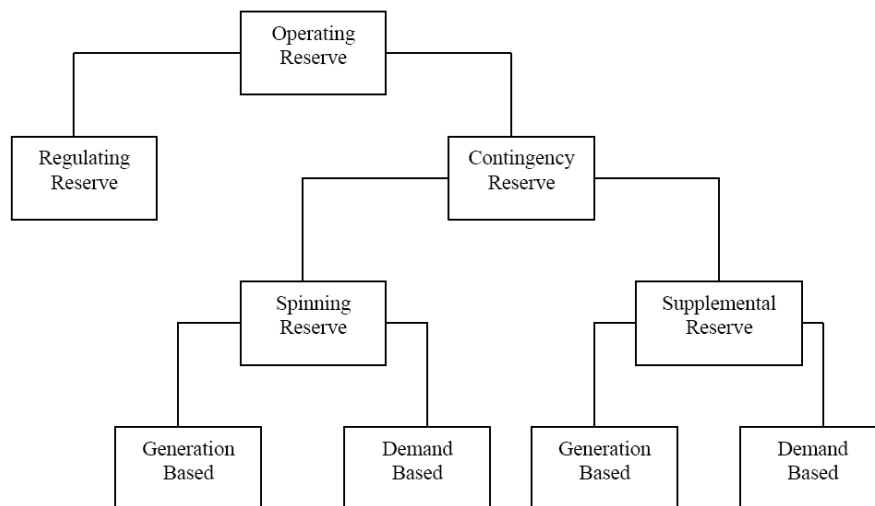 Operating
Reserve
Regulating
Reserve
Contingency
Reserve
Spinning
Reserve
Supplemental
Reserve
Generation
Based
Demand
Based
Generation
Based
Demand
Based